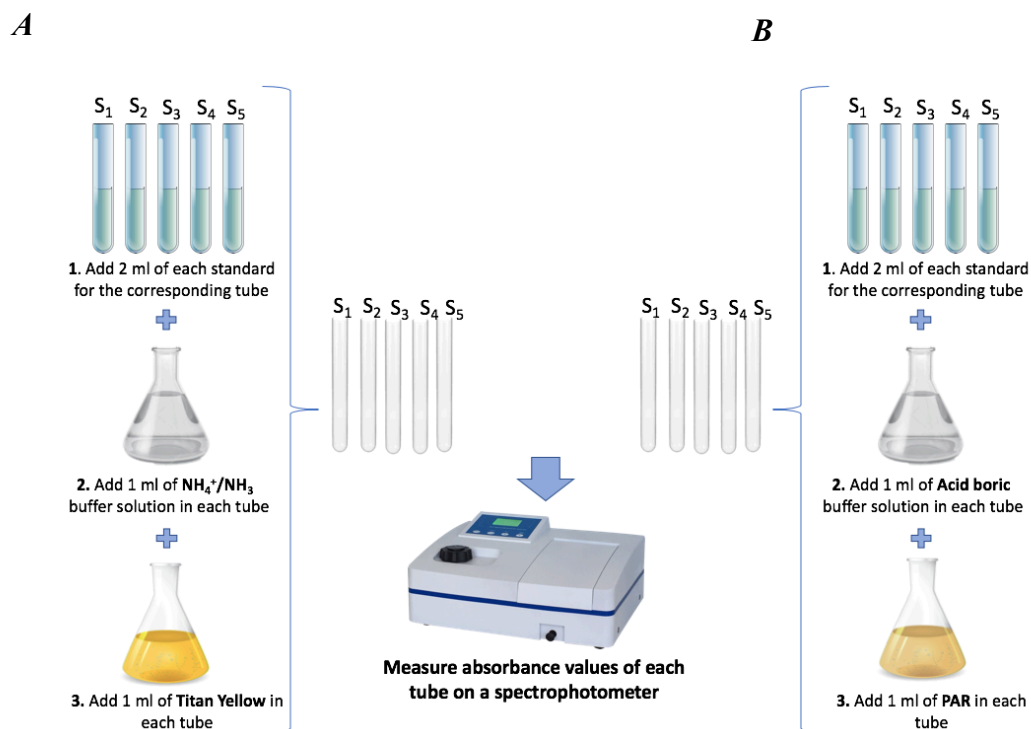 A
S1 S2 S3 S4 S5
1. Add 2 ml of each standard
for the corresponding tube
2. Add 1 ml of NH4+/NH3
buffer solution in each tube
3. Add 1 ml of Titan Yellow in
each tube
S1 S2 S3 S4 S5
S1 S2 S3 S4 S5
Measure absorbance values of each
tube on a spectrophotometer
B
S1 S2 S3 S4 S5
1. Add 2 ml of each standard
for the corresponding tube
2. Add 1 ml of Acid boric
buffer solution in each tube
3. Add 1 ml of PAR in each
tube